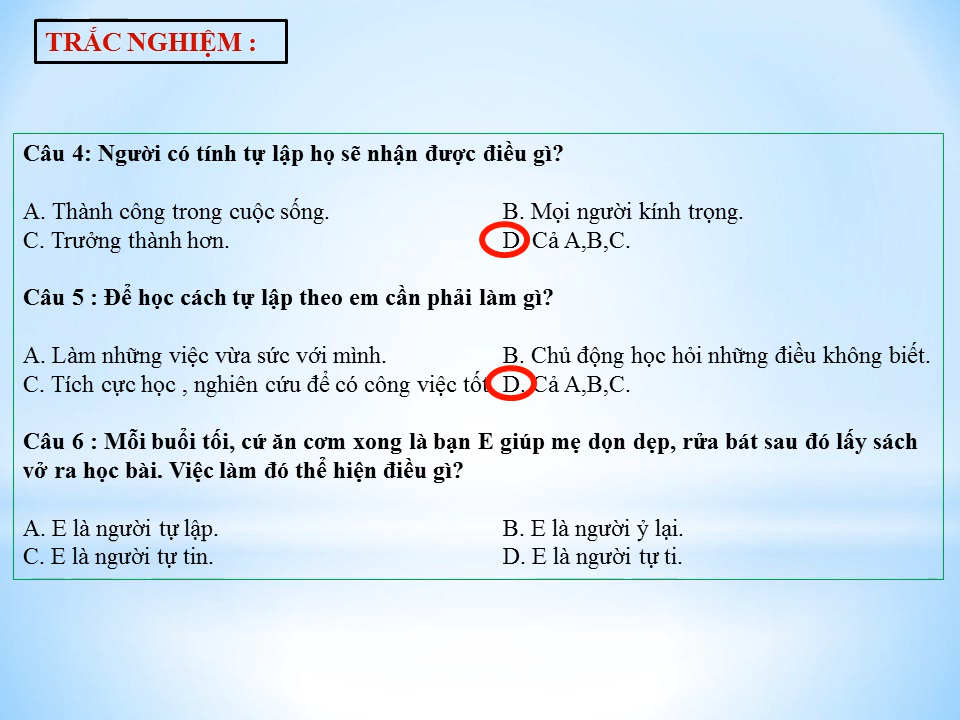 TRẮC NGHIỆM :
Câu 4: Người có tính tự lập họ sẽ nhận được điều gì?
A. Thành công trong cuộc sống. B. Mọi người kính trọng.
C. Trưởng thành hơn. D. Cả A,B,C.
Câu 5 : Để học cách tự lập theo em cần phải làm gì?
A. Làm những việc vừa sức với mình. B. Chủ động học hỏi những điều không biết.
C. Tích cực học , nghiên cứu để có công việc tốt D. Cả A,B,C.
Câu 6 : Mỗi buổi tối, cứ ăn cơm xong là bạn E giúp mẹ dọn dẹp, rửa bát sau đó lấy sách
vở ra học bài. Việc làm đó thể hiện điều gì?
A. E là người tự lập. B. E là người ỷ lại.
C. E là người tự tin. D. E là người tự ti.